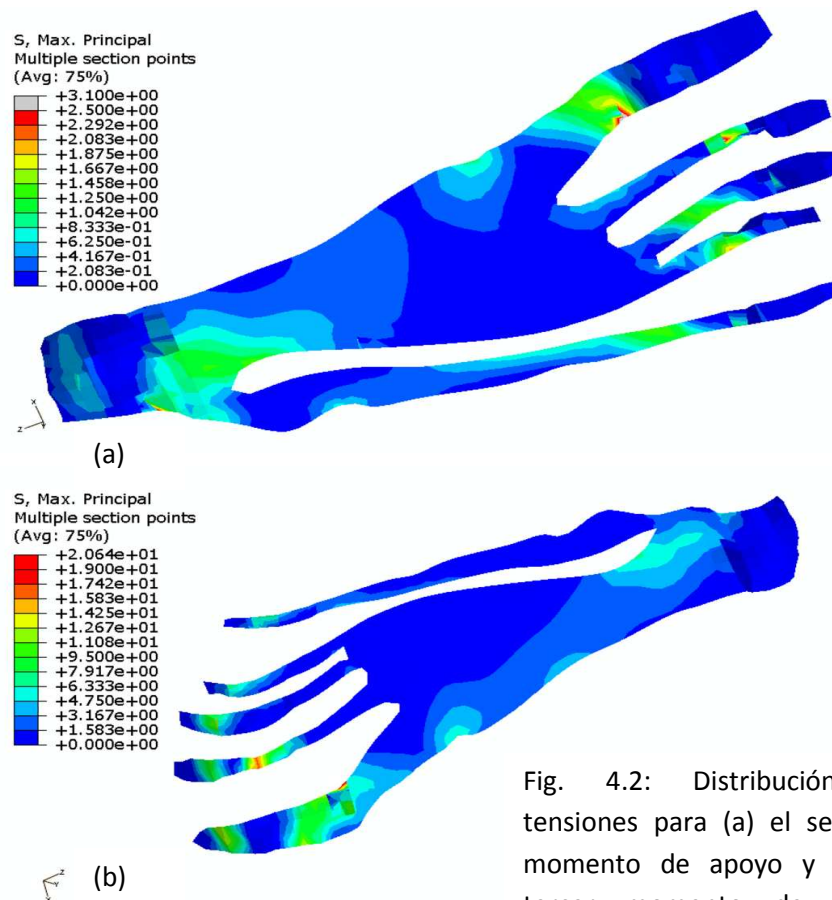 S, Max. Principal
Multiple section points
(Avg: 75%)
+3.100e+00
+2.500e+00
+2.292e+00
+2.083e+00
+1.875e+00
+1.667e+00
+1.458e+00
+1.250e+00
+1.042e+00
+8.333e-01
+6.250e-01
+4.167e-01
+2.083e-01
+0.000e+00
X
Y
Z
(a)
S, Max. Principal
Multiple section points
(Avg: 75%)
+2.064e+01
+1.900e+01
+1.742e+01
+1.583e+01
+1.425e+01
+1.267e+01
+1.108e+01
+9.500e+00
+7.917e+00
+6.333e+00
+4.750e+00
+3.167e+00
+1.583e+00
+0.000e+00
Z
Y
X
(b)
Fig. 4.2: Distribución
tensiones para (a) el se
momento de apoyo y
momento de